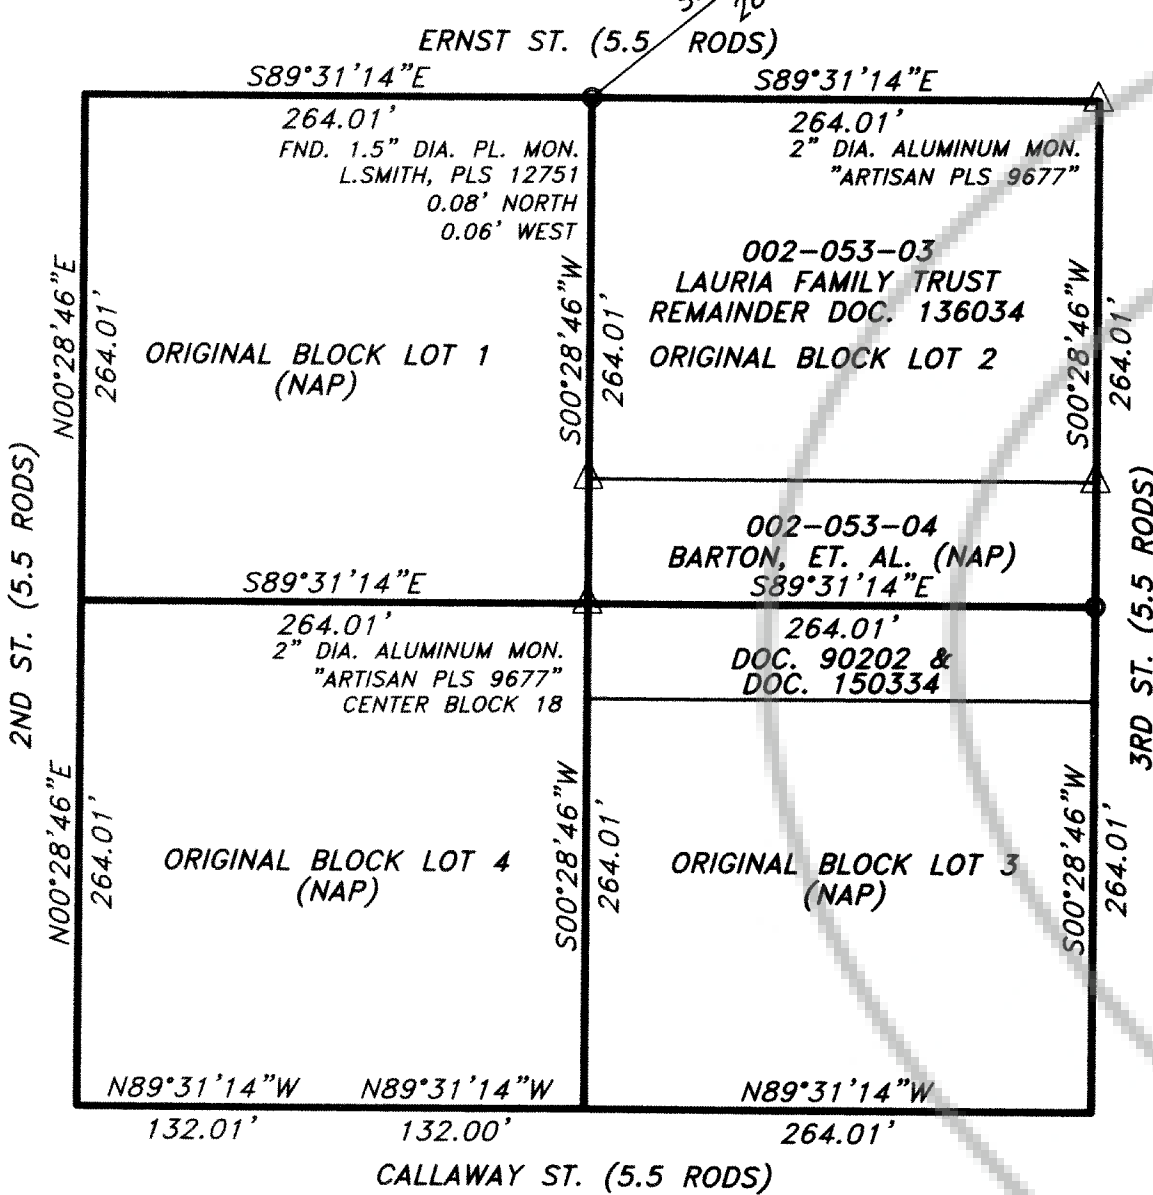 ERNST ST. (5.5 RODS)
S89°31'14"E
S89°31'14"E
264.01'
264.01'
FND. 1.5" DIA. PL. MON.
L.SMITH, PLS 12751
0.08' NORTH
0.06' WEST
2" DIA. ALUMINUM MON.
"ARTISAN PLS 9677"
002-053-03
LAURIA FAMILY TRUST
REMAINDER DOC. 136034
ORIGINAL BLOCK LOT 1
(NAP)
ORIGINAL BLOCK LOT 2
N00°28'46"E
264.01'
S00°28'46"W
264.01'
S00°28'46"W
264.01'
2ND ST. (5.5 RODS)
3RD ST. (5.5 RODS)
002-053-04
BARTON, ET. AL. (NAP)
S89°31'14"E
S89°31'14"E
264.01'
264.01'
2" DIA. ALUMINUM MON.
"ARTISAN PLS 9677"
CENTER BLOCK 18
DOC. 90202 &
DOC. 150334
N00°28'46"E
264.01'
S00°28'46"W
264.01'
S00°28'46"W
264.01'
ORIGINAL BLOCK LOT 4
(NAP)
ORIGINAL BLOCK LOT 3
(NAP)
N89°31'14"W
N89°31'14"W
N89°31'14"W
132.01'
132.00'
264.01'
CALLAWAY ST. (5.5 RODS)